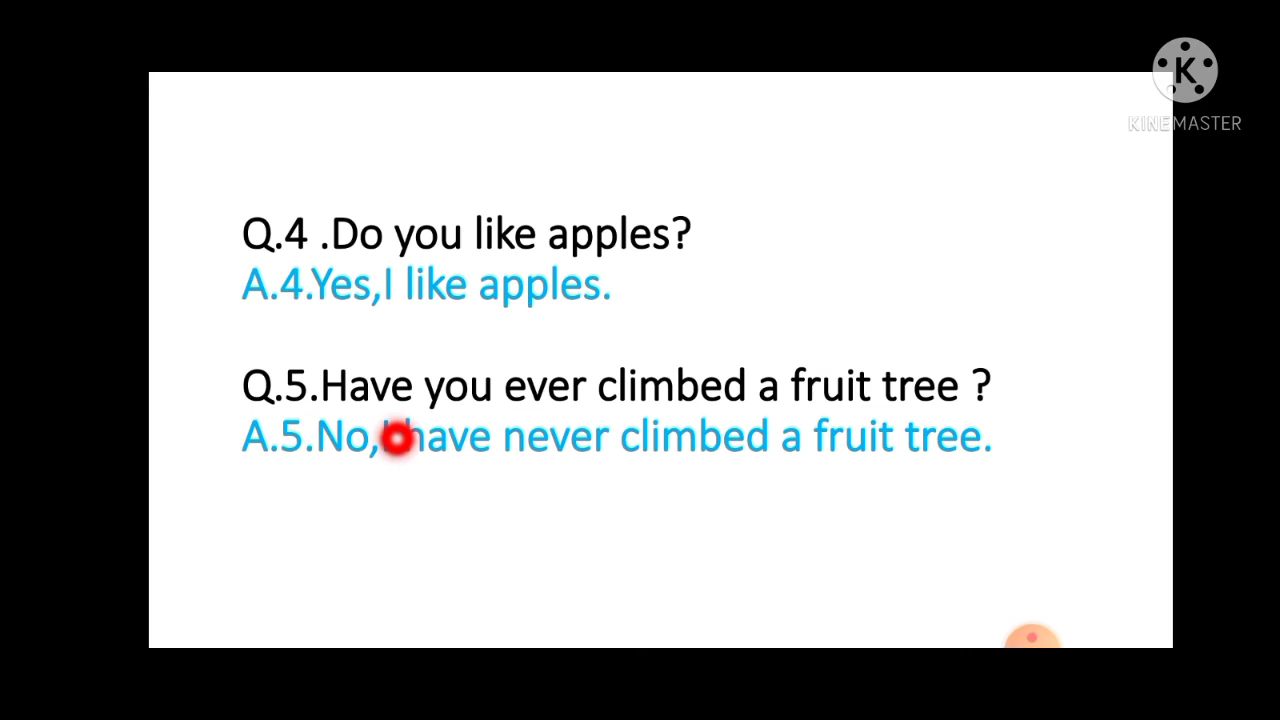 K
KINEMASTER
Q.4 .Do you like apples?
A.4.Yes,I like apples.
Q.5.Have you ever climbed a fruit tree ?
A.5.No,I have never climbed a fruit tree.